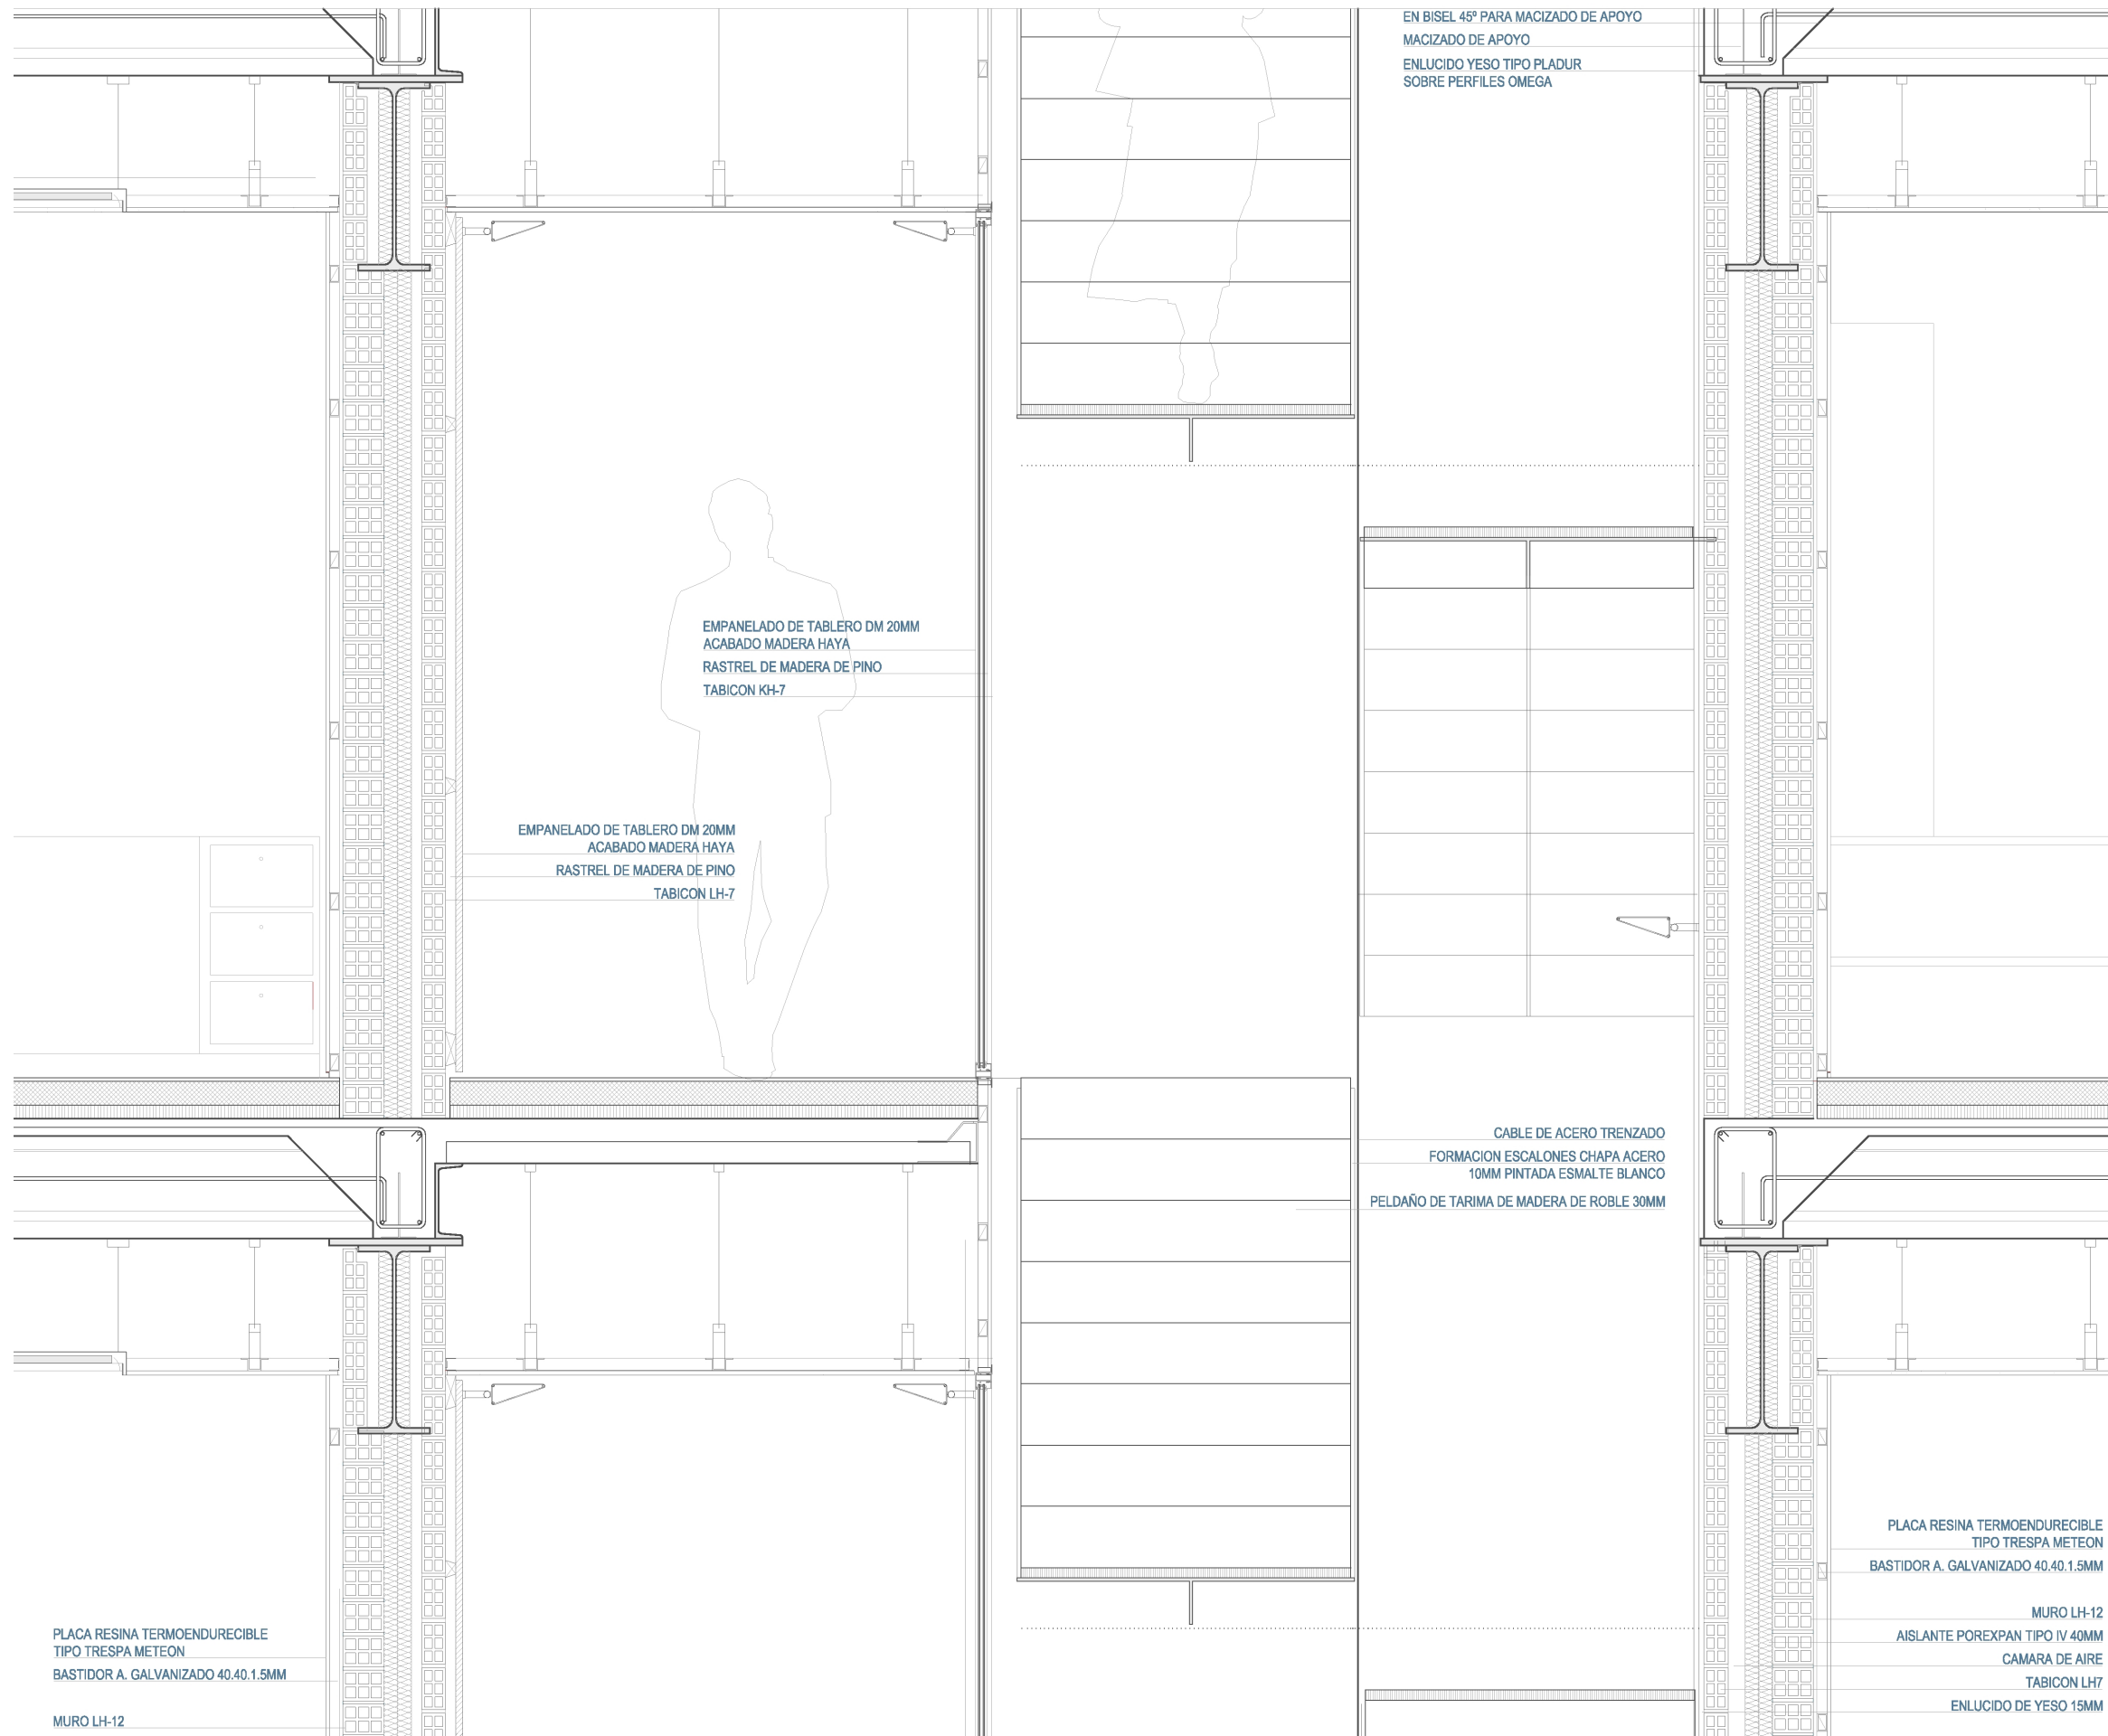 EN BISEL 45º PARA MACIZADO DE APOYO
MACIZADO DE APOYO
ENLUCIDO YESO TIPO PLADUR
SOBRE PERFILES OMEGA
EMPANELADO DE TABLERO DM 20MM
ACABADO MADERA HAYA
RASTREL DE MADERA DE PINO
TABICON KH-7
EMPANELADO DE TABLERO DM 20MM
ACABADO MADERA HAYA
RASTREL DE MADERA DE PINO
TABICON LH-7
CABLE DE ACERO TRENZADO
FORMACION ESCALONES CHAPA ACERO
10MM PINTADA ESMALTE BLANCO
PELDAÑO DE TARIMA DE MADERA DE ROBLE 30MM
PLACA RESINA TERMOENDURECIBLE
TIPO TRESPA METEON
BASTIDOR A. GALVANIZADO 40.40.1.5MM
MURO LH-12
AISLANTE POREXPAN TIPO IV 40MM
CAMARA DE AIRE
TABICON LH7
ENLUCIDO DE YESO 15MM
PLACA RESINA TERMOENDURECIBLE
TIPO TRESPA METEON
BASTIDOR A. GALVANIZADO 40.40.1.5MM
MURO LH-12